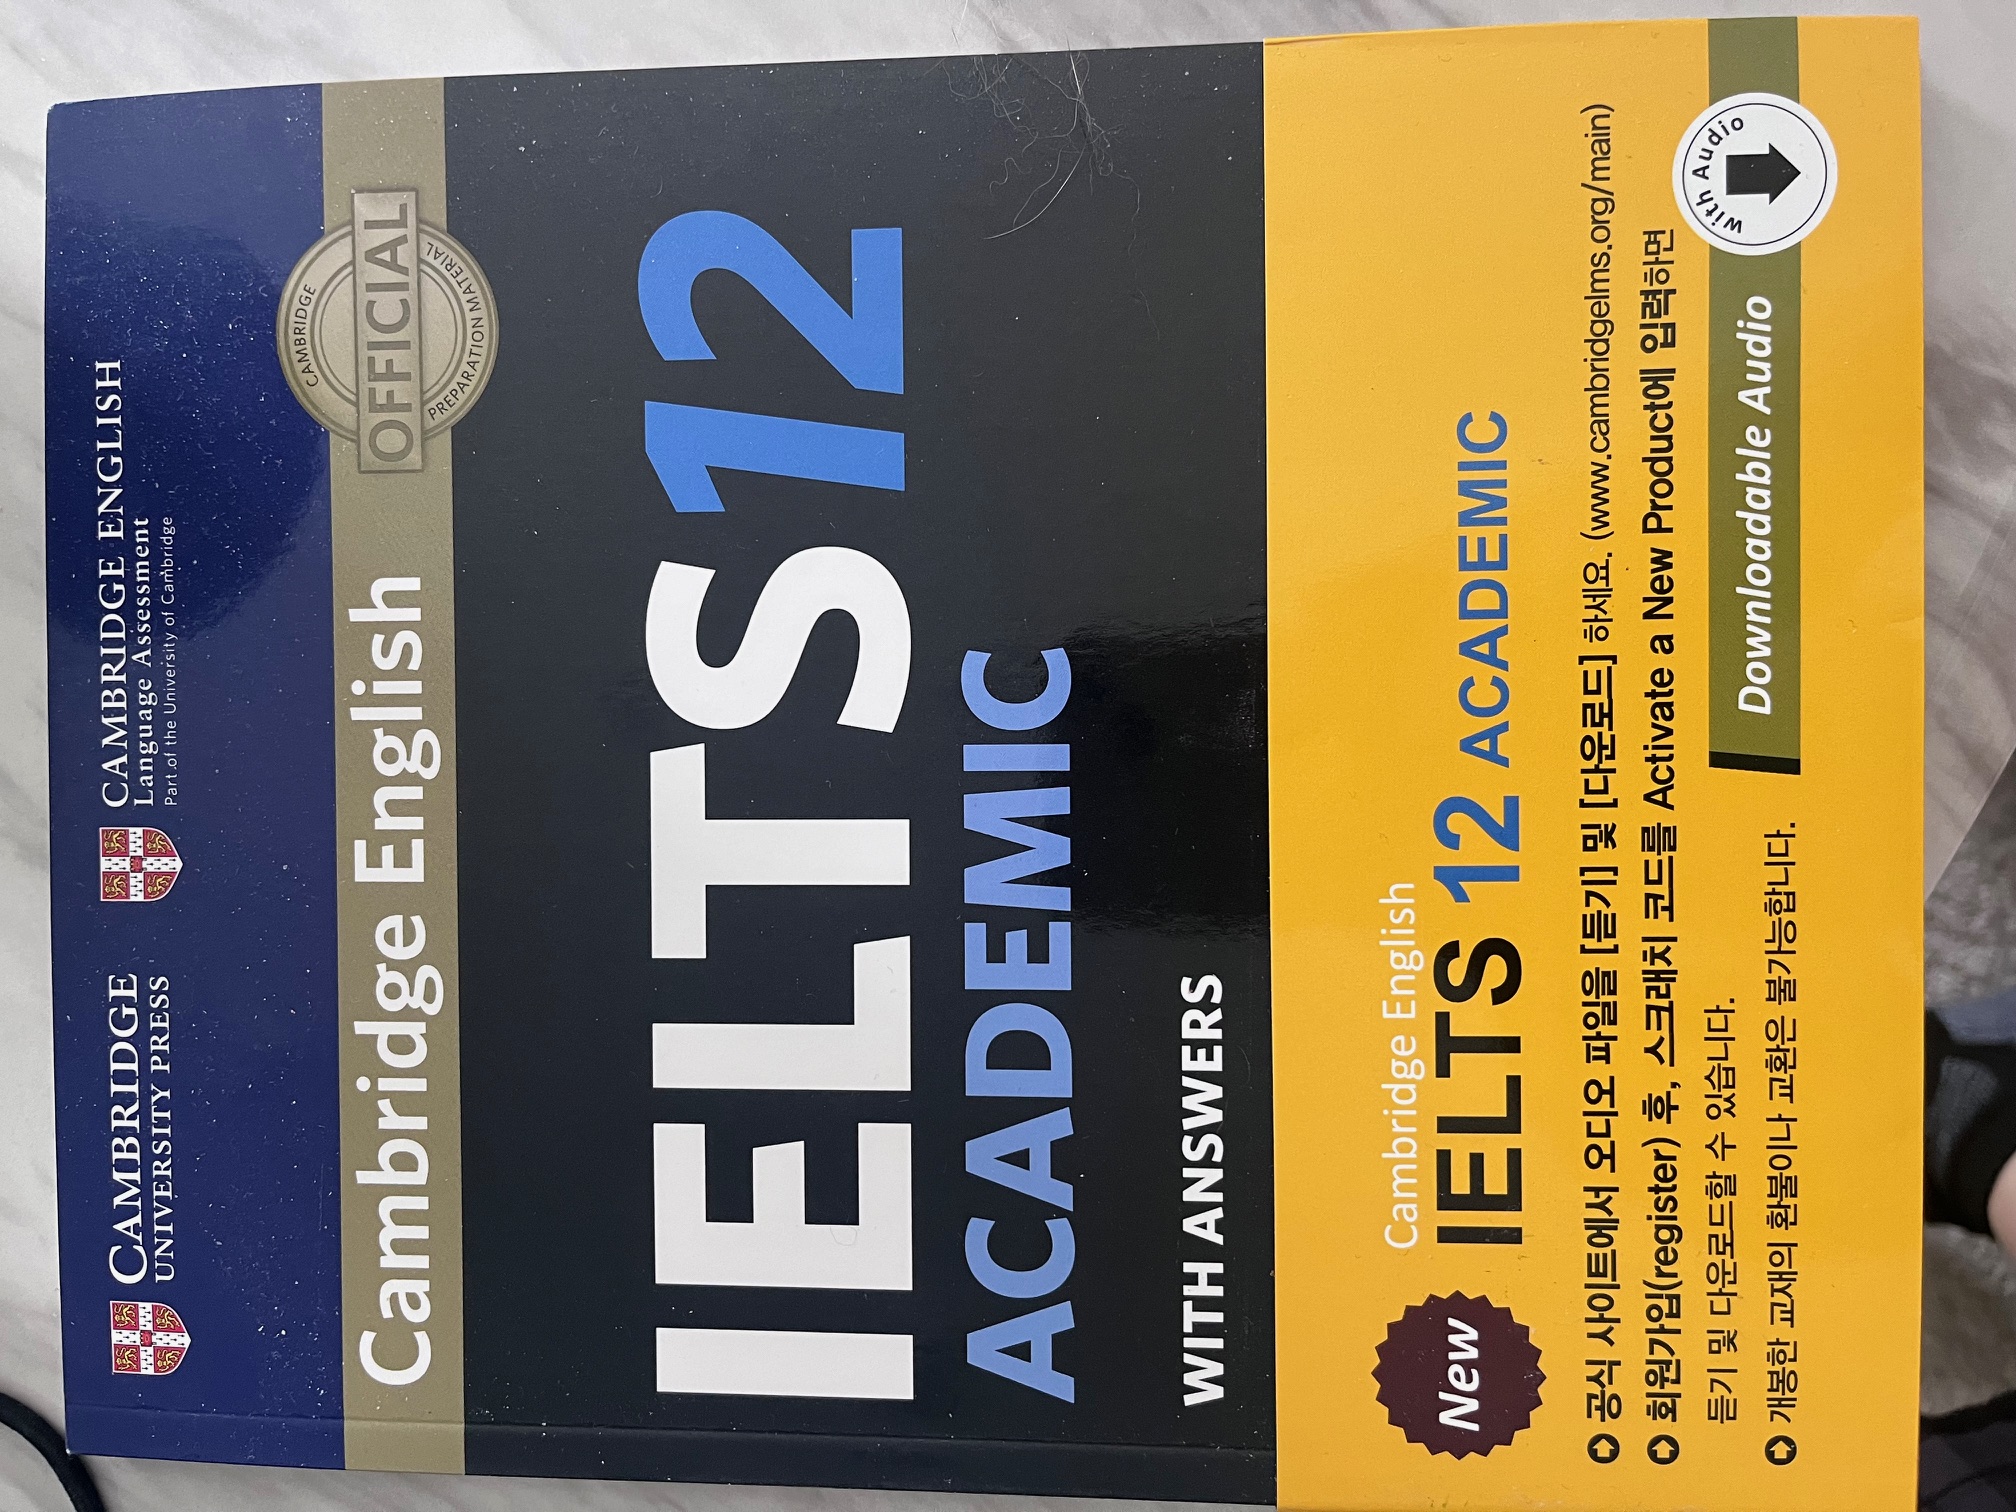 CAMBRIDGE
UNIVERSITY PRESS
CAMBRIDGE ENGLISH
Language Assessment
Part of the University of Cambridge
Cambridge English
CAMBRIDGE
OFFICIAL
PREPARATION MATERIAL
IELTS12
ACADEMIC
WITH ANSWERS
New
Cambridge English
IELTS 12 ACADEMIC
공식 사이트에서 오디오 파일을 [듣기] 및 [다운로드] 하세요. (www.cambridgelms.org/main)
회원가입(register) 후, 스크래치 코드를 Activate a New Product에 입력하면
듣기 및 다운로드할 수 있습니다.
개봉한 교재의 환불이나 교환은 불가능합니다.
Downloadable Audio
with Audio